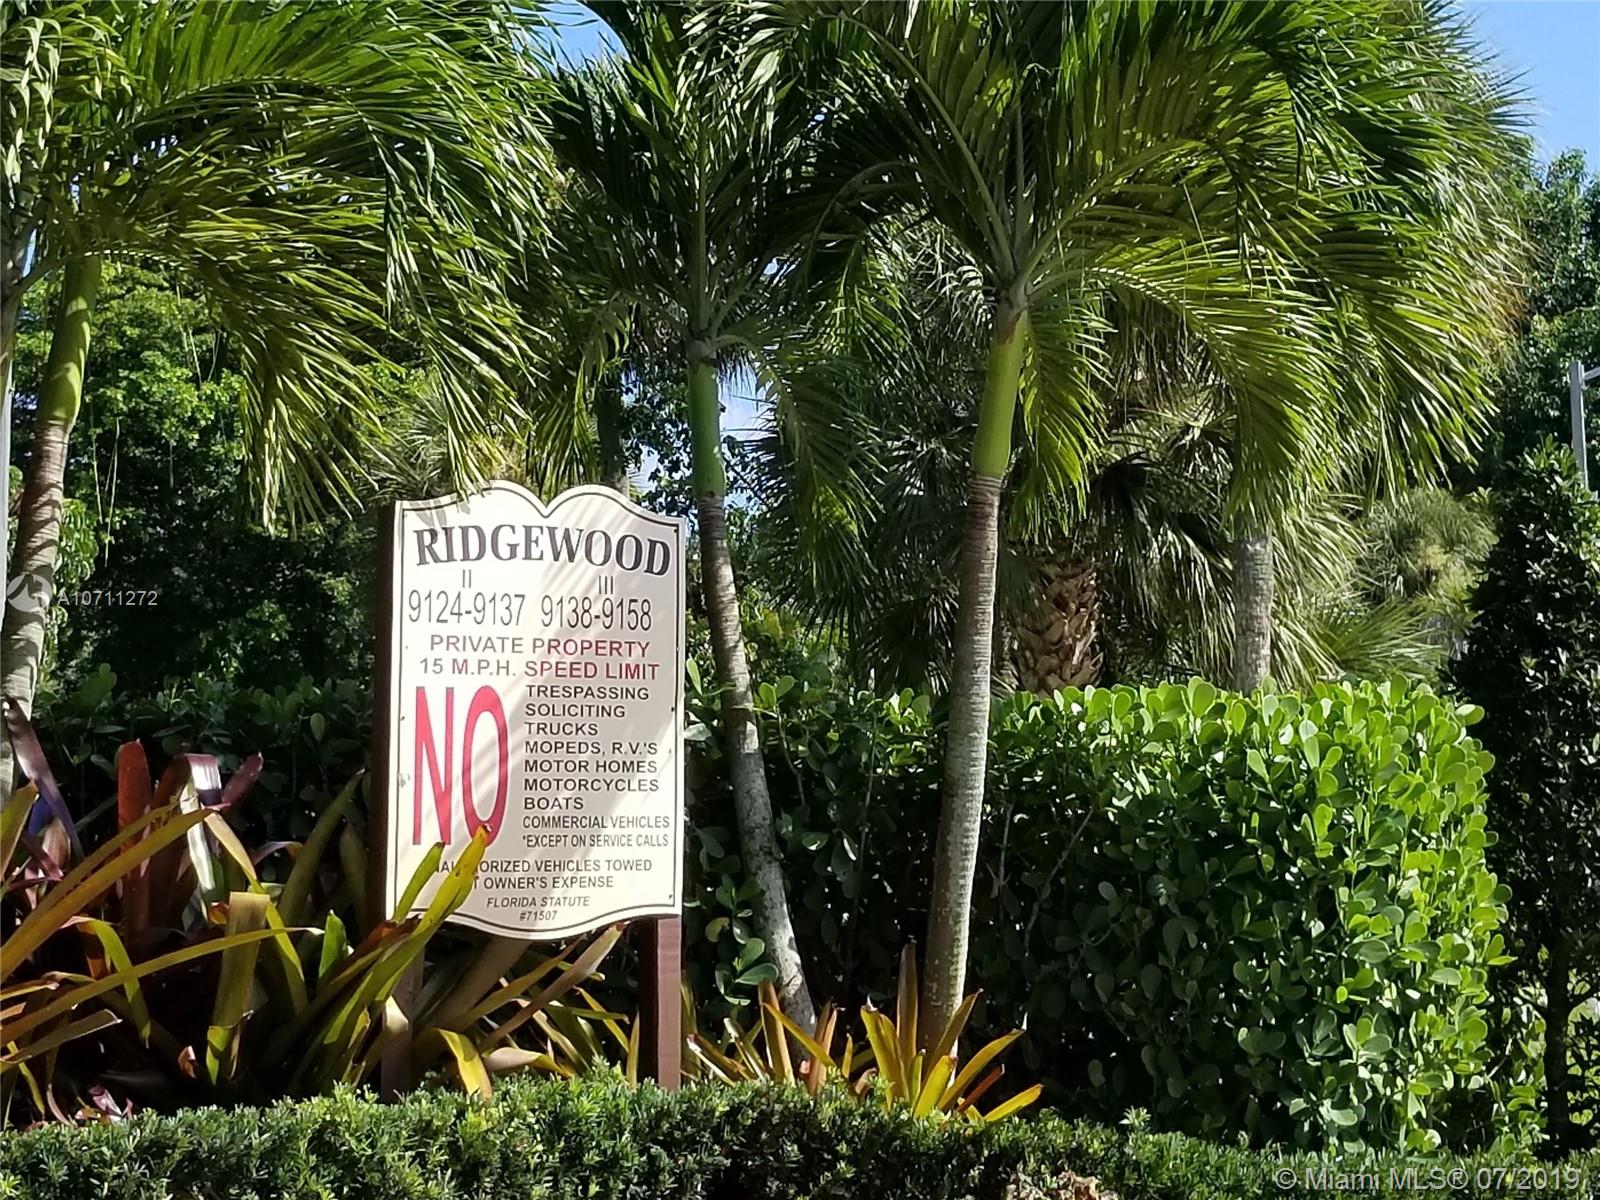 RIDGEWOOD
II III
9124-9137 9138-9158
PRIVATE PROPERTY
15 M.P.H. SPEED LIMIT
NO
TRESPASSING
SOLICITING
TRUCKS
MOPEDS, R.V.'S
MOTOR HOMES
MOTORCYCLES
BOATS
COMMERCIAL VEHICLES
*EXCEPT ON SERVICE CALLS
VEHICLES TOWED
OWNER'S EXPENSE
FLORIDA STATUTE
#71507
A10711272
© Miami MLS® 07/2019